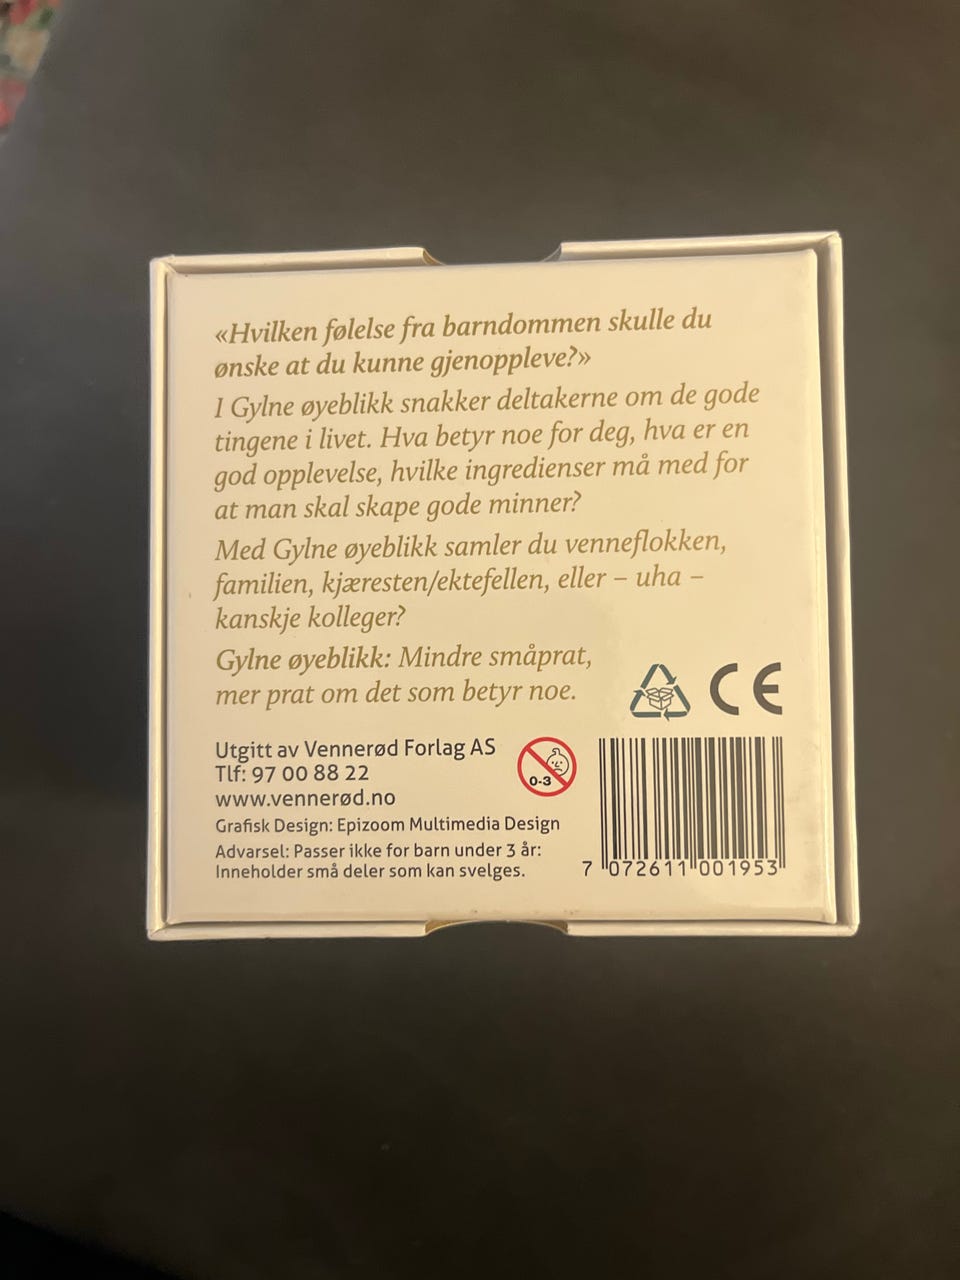 «Hvilken følelse fra barndommen skulle du
ønske at du kunne gjenoppleve?»
I Gylne øyeblikk snakker deltakerne om de gode
tingene i livet. Hva betyr noe for deg, hva er en
god opplevelse, hvilke ingredienser må med for
at man skal skape gode minner?
Med Gylne øyeblikk samler du venneflokken,
familien, kjæresten/ektefellen, eller – uha –
kanskje kolleger?
Gylne øyeblikk: Mindre småprat,
mer prat om det som betyr noe.
CE
Utgitt av Vennerød Forlag AS
Tlf: 97 00 88 22
www.vennerød.no
Grafisk Design: Epizoom Multimedia Design
Advarsel: Passer ikke for barn under 3 år:
Inneholder små deler som kan svelges.
0-3
7 072611 001953